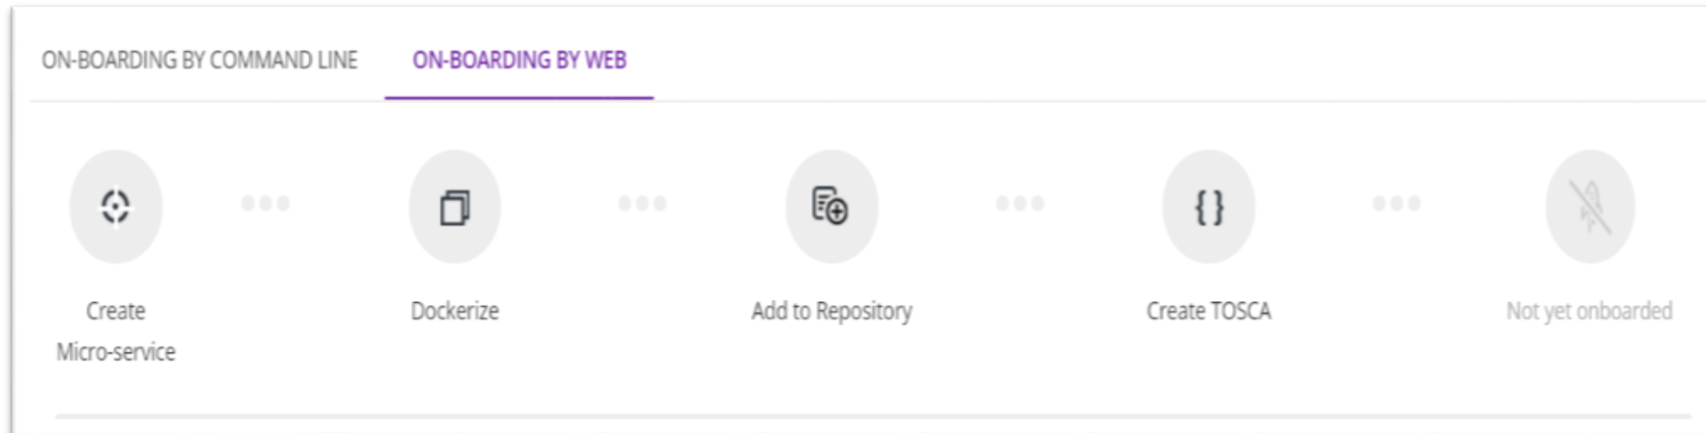 ON-BOARDING BY COMMAND LINE
ON-BOARDING BY WEB
Create
Micro-service
Dockerize
Add to Repository
Create TOSCA
Not yet onboarded